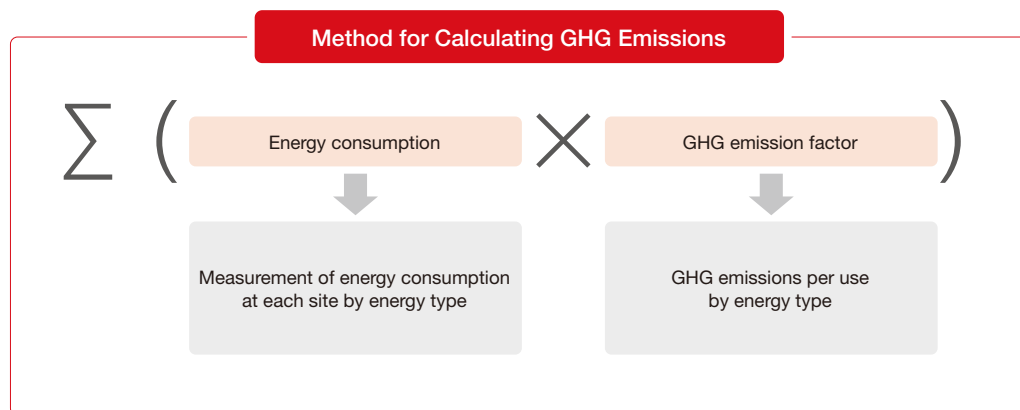 Method for Calculating GHG Emissions
∑ ( Energy consumption × GHG emission factor )
Measurement of energy consumption
at each site by energy type
GHG emissions per use
by energy type